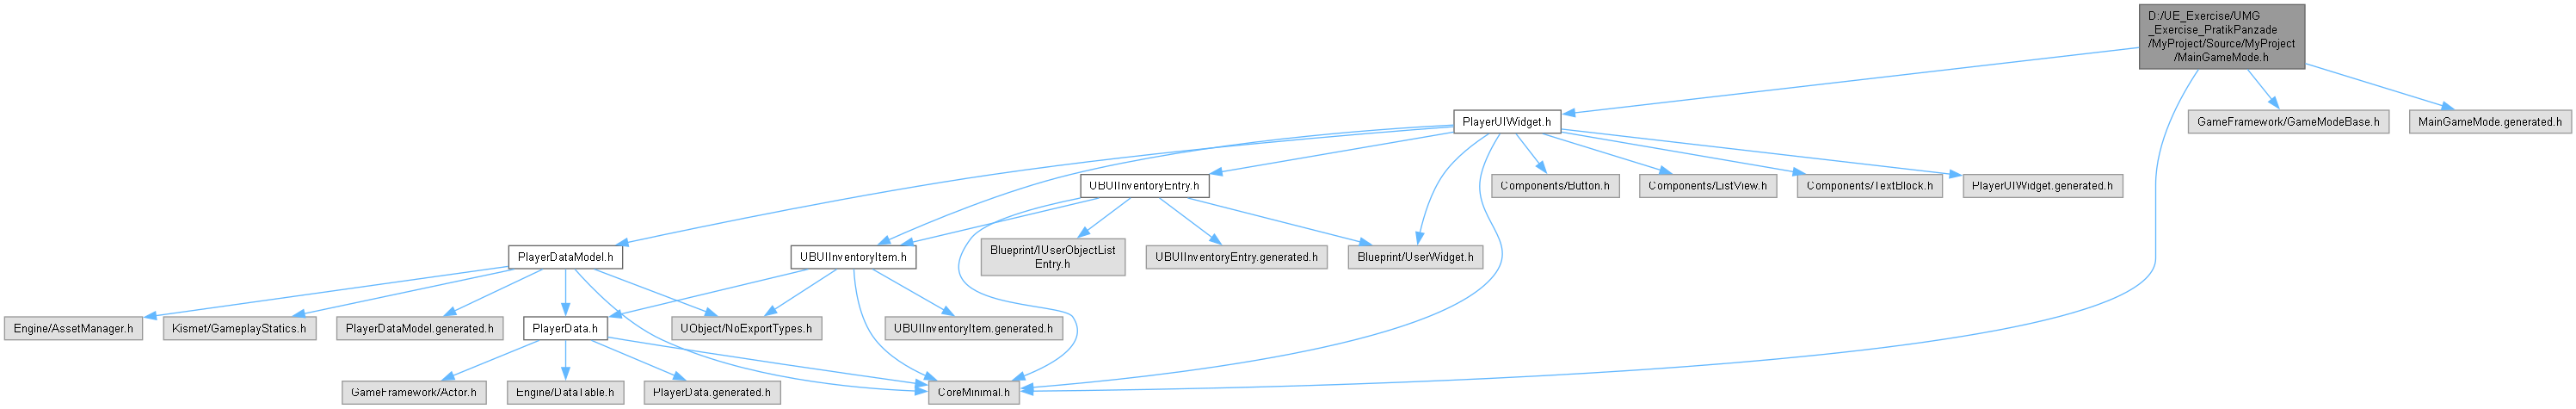 D:/UE_Exercise/UMG
_Exercise_PratikPanzade
/MyProject/Source/MyProject
/MainGameMode.h
PlayerUIWidget.h
GameFramework/GameModeBase.h
MainGameMode.generated.h
UBUIInventoryEntry.h
Components/Button.h
Components/ListView.h
Components/TextBlock.h
PlayerUIWidget.generated.h
PlayerDataModel.h
UBUIInventoryItem.h
Blueprint/IUserObjectList
Entry.h
UBUIInventoryEntry.generated.h
Blueprint/UserWidget.h
Engine/AssetManager.h
Kismet/GameplayStatics.h
PlayerDataModel.generated.h
PlayerData.h
UObject/NoExportTypes.h
UBUIInventoryItem.generated.h
GameFramework/Actor.h
Engine/DataTable.h
PlayerData.generated.h
CoreMinimal.h